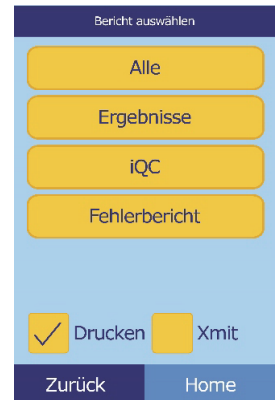 Bericht auswählen
Alle
Ergebnisse
iQC
Fehlerbericht
Drucken Xmit
Zurück Home